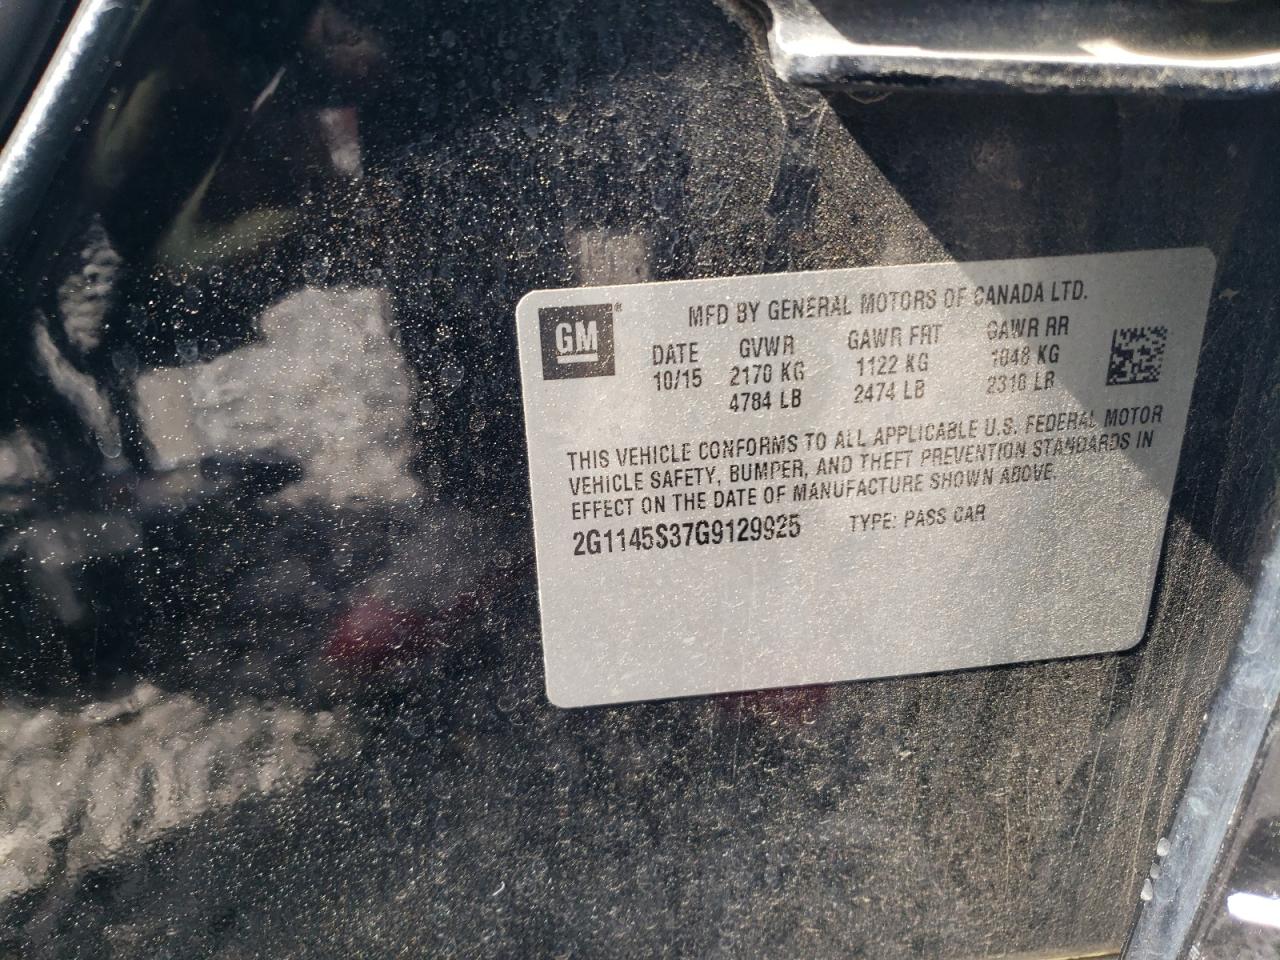 GM®
MFD BY GENERAL MOTORS OF CANADA LTD.
DATE GVWR GAWR FRT GAWR RR
10/15 2170 KG 1122 KG 1048 KG
4784 LB 2474 LB 2310 LB
THIS VEHICLE CONFORMS TO ALL APPLICABLE U.S. FEDERAL MOTOR
VEHICLE SAFETY, BUMPER, AND THEFT PREVENTION STANDARDS IN
EFFECT ON THE DATE OF MANUFACTURE SHOWN ABOVE.
2G1145S37G9129925 TYPE: PASS CAR